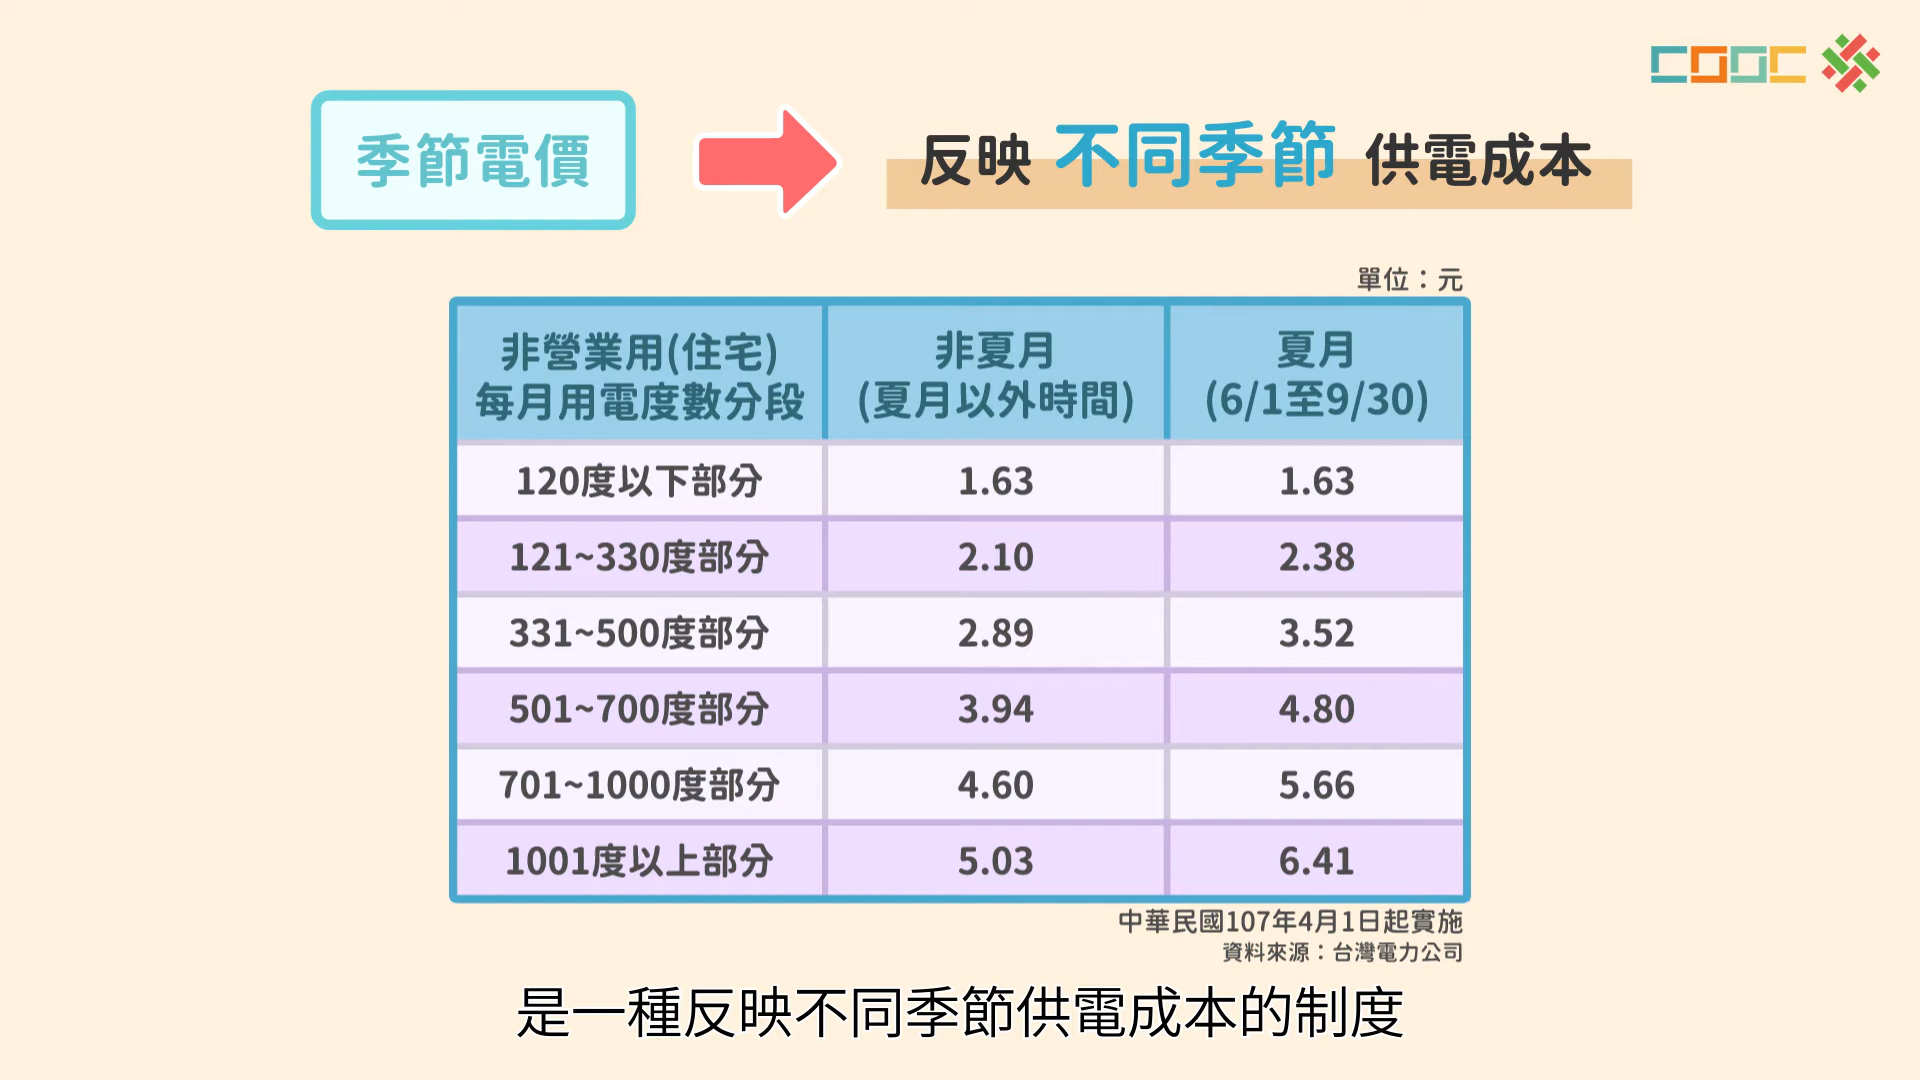 COOC
季節電價
反映 不同季節 供電成本
單位：元
非營業用(住宅)
每月用電度數分段
非夏月
(夏月以外時間)
夏月
(6/1至9/30)
120度以下部分 1.63 1.63
121~330度部分 2.10 2.38
331~500度部分 2.89 3.52
501~700度部分 3.94 4.80
701~1000度部分 4.60 5.66
1001度以上部分 5.03 6.41
中華民國107年4月1日起實施
資料來源：台灣電力公司
是一種反映不同季節供電成本的制度